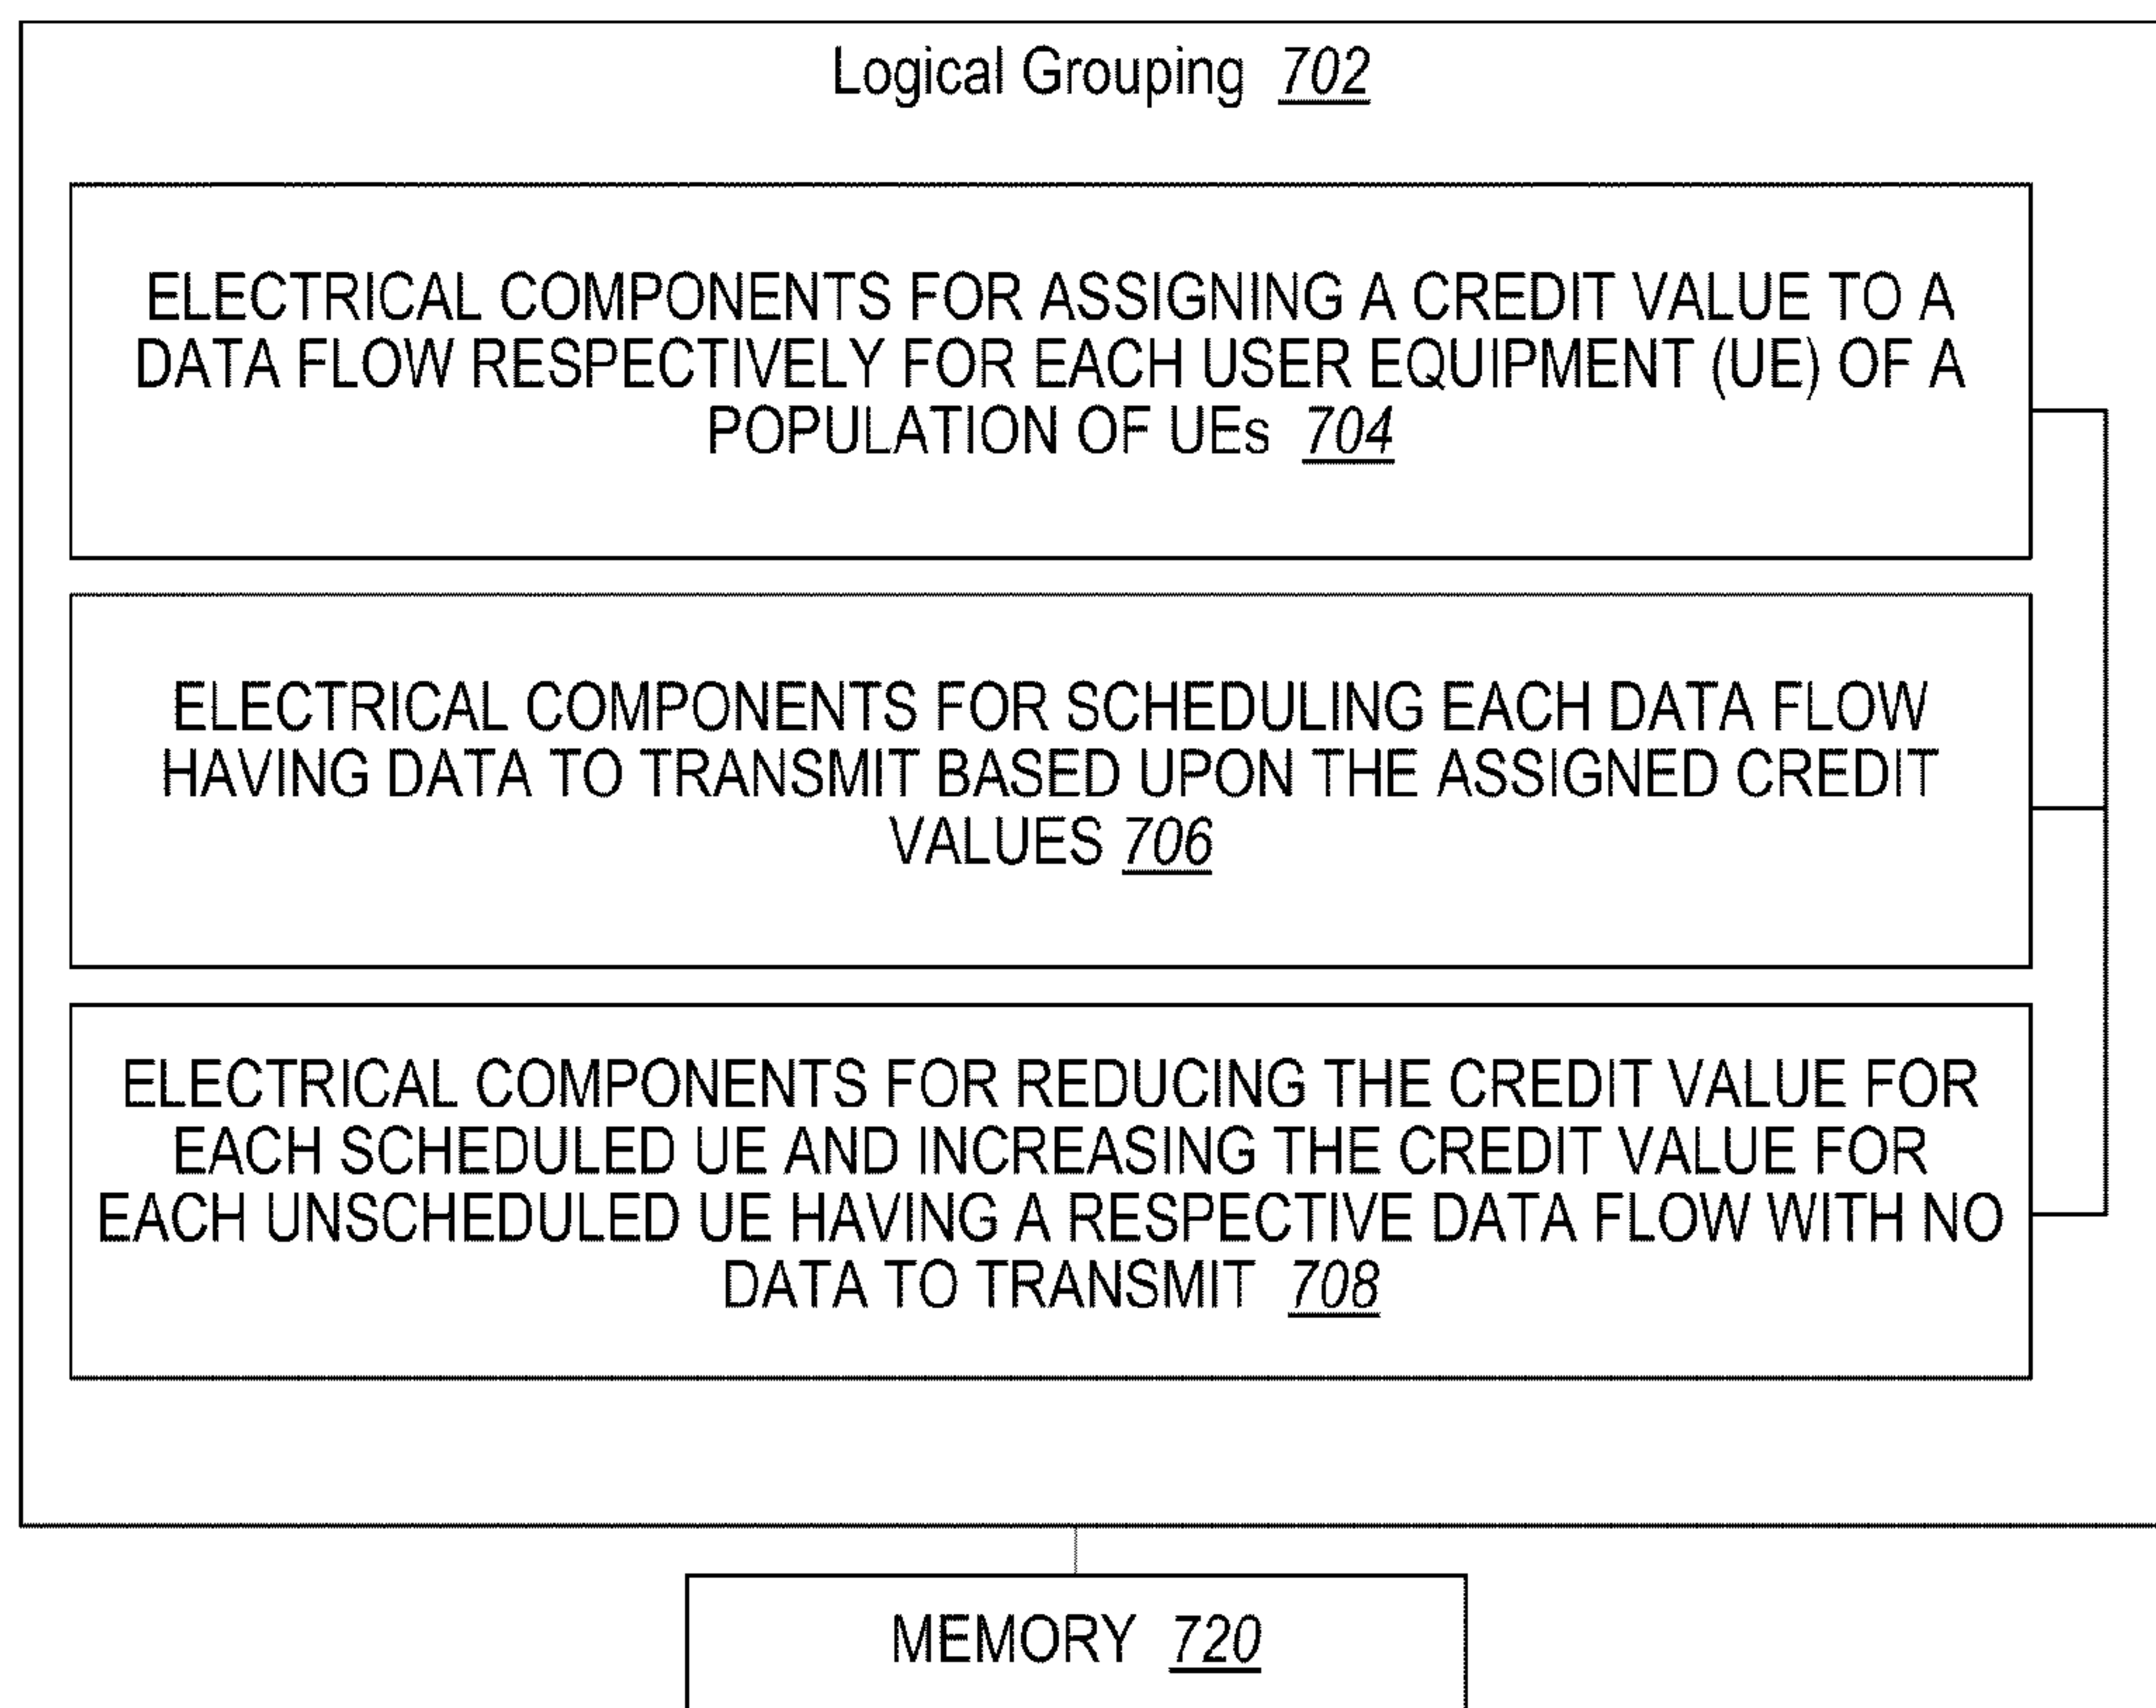 Logical Grouping 702
ELECTRICAL COMPONENTS FOR ASSIGNING A CREDIT VALUE TO A
DATA FLOW RESPECTIVELY FOR EACH USER EQUIPMENT (UE) OF A
POPULATION OF UEs 704
ELECTRICAL COMPONENTS FOR SCHEDULING EACH DATA FLOW
HAVING DATA TO TRANSMIT BASED UPON THE ASSIGNED CREDIT
VALUES 706
ELECTRICAL COMPONENTS FOR REDUCING THE CREDIT VALUE FOR
EACH SCHEDULED UE AND INCREASING THE CREDIT VALUE FOR
EACH UNSCHEDULED UE HAVING A RESPECTIVE DATA FLOW WITH NO
DATA TO TRANSMIT 708
MEMORY 720